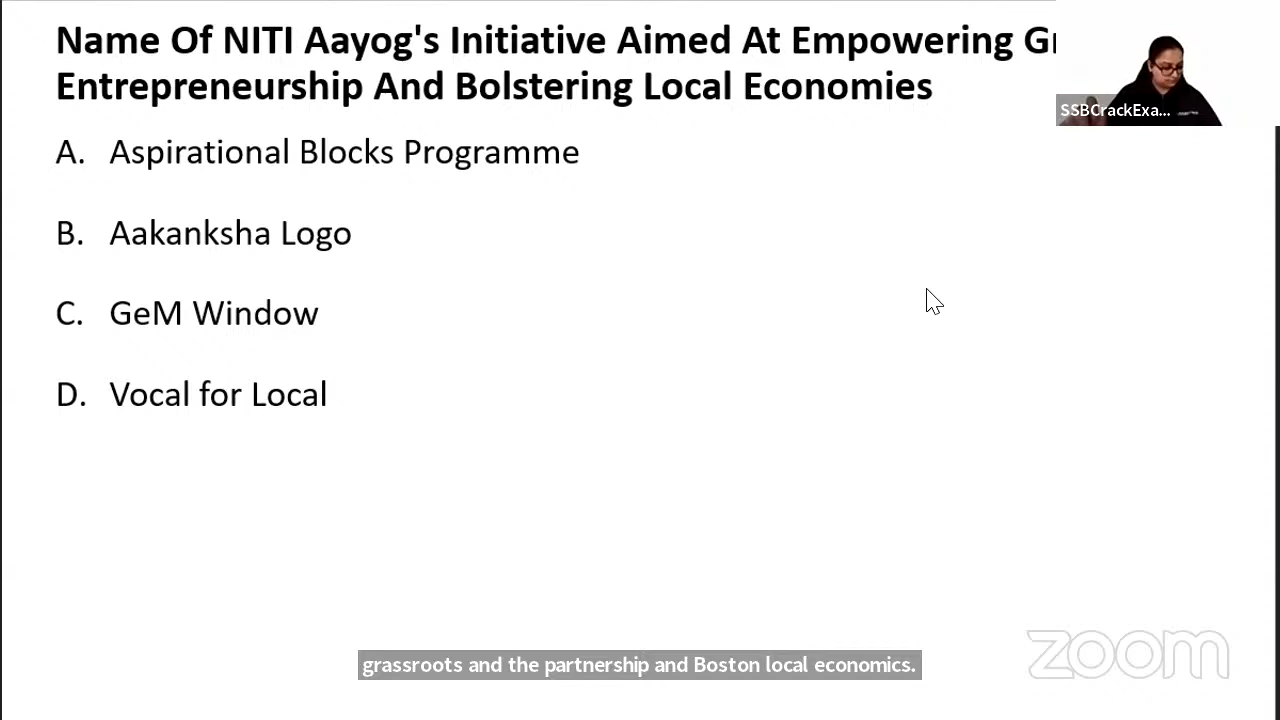 Name Of NITI Aayog's Initiative Aimed At Empowering
Entrepreneurship And Bolstering Local Economies
SSBCrackExa...
A. Aspirational Blocks Programme
B. Aakanksha Logo
C. GeM Window
D. Vocal for Local
zoom
grassroots and the partnership and Boston local economics.